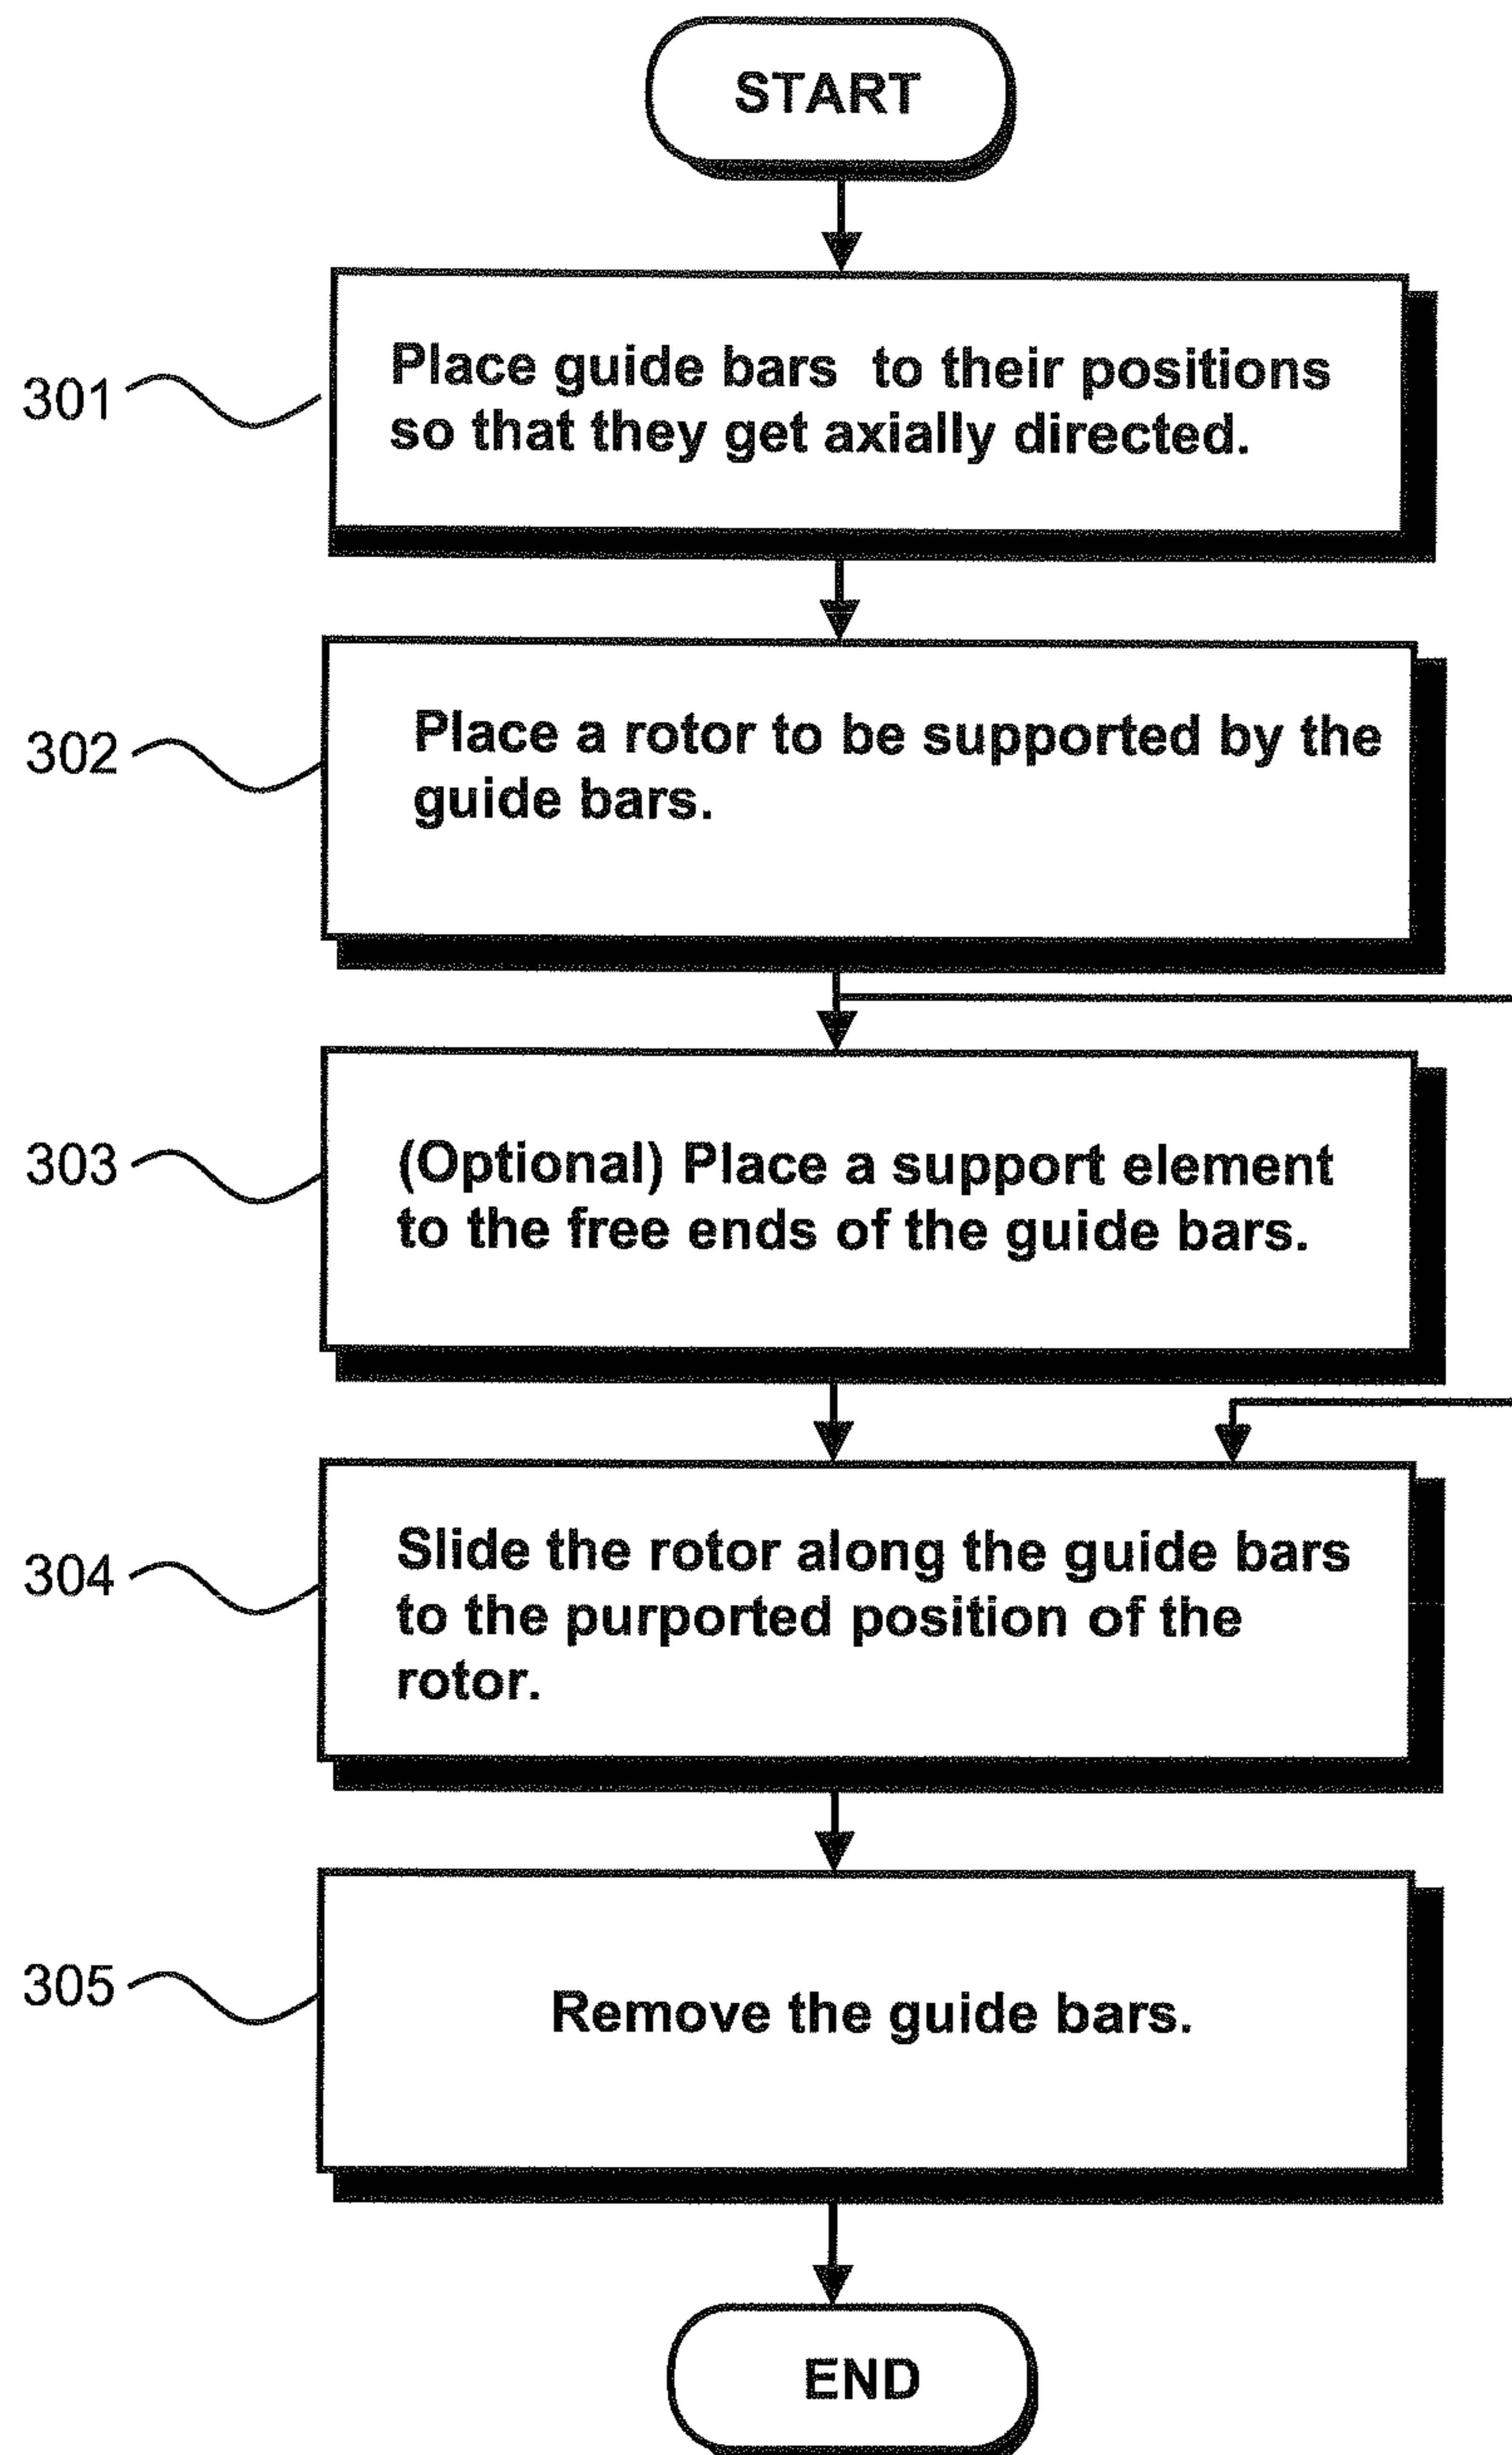 START
301
Place guide bars to their positions
so that they get axially directed.
302
Place a rotor to be supported by the
guide bars.
303
(Optional) Place a support element
to the free ends of the guide bars.
304
Slide the rotor along the guide bars
to the purported position of the
rotor.
305
Remove the guide bars.
END